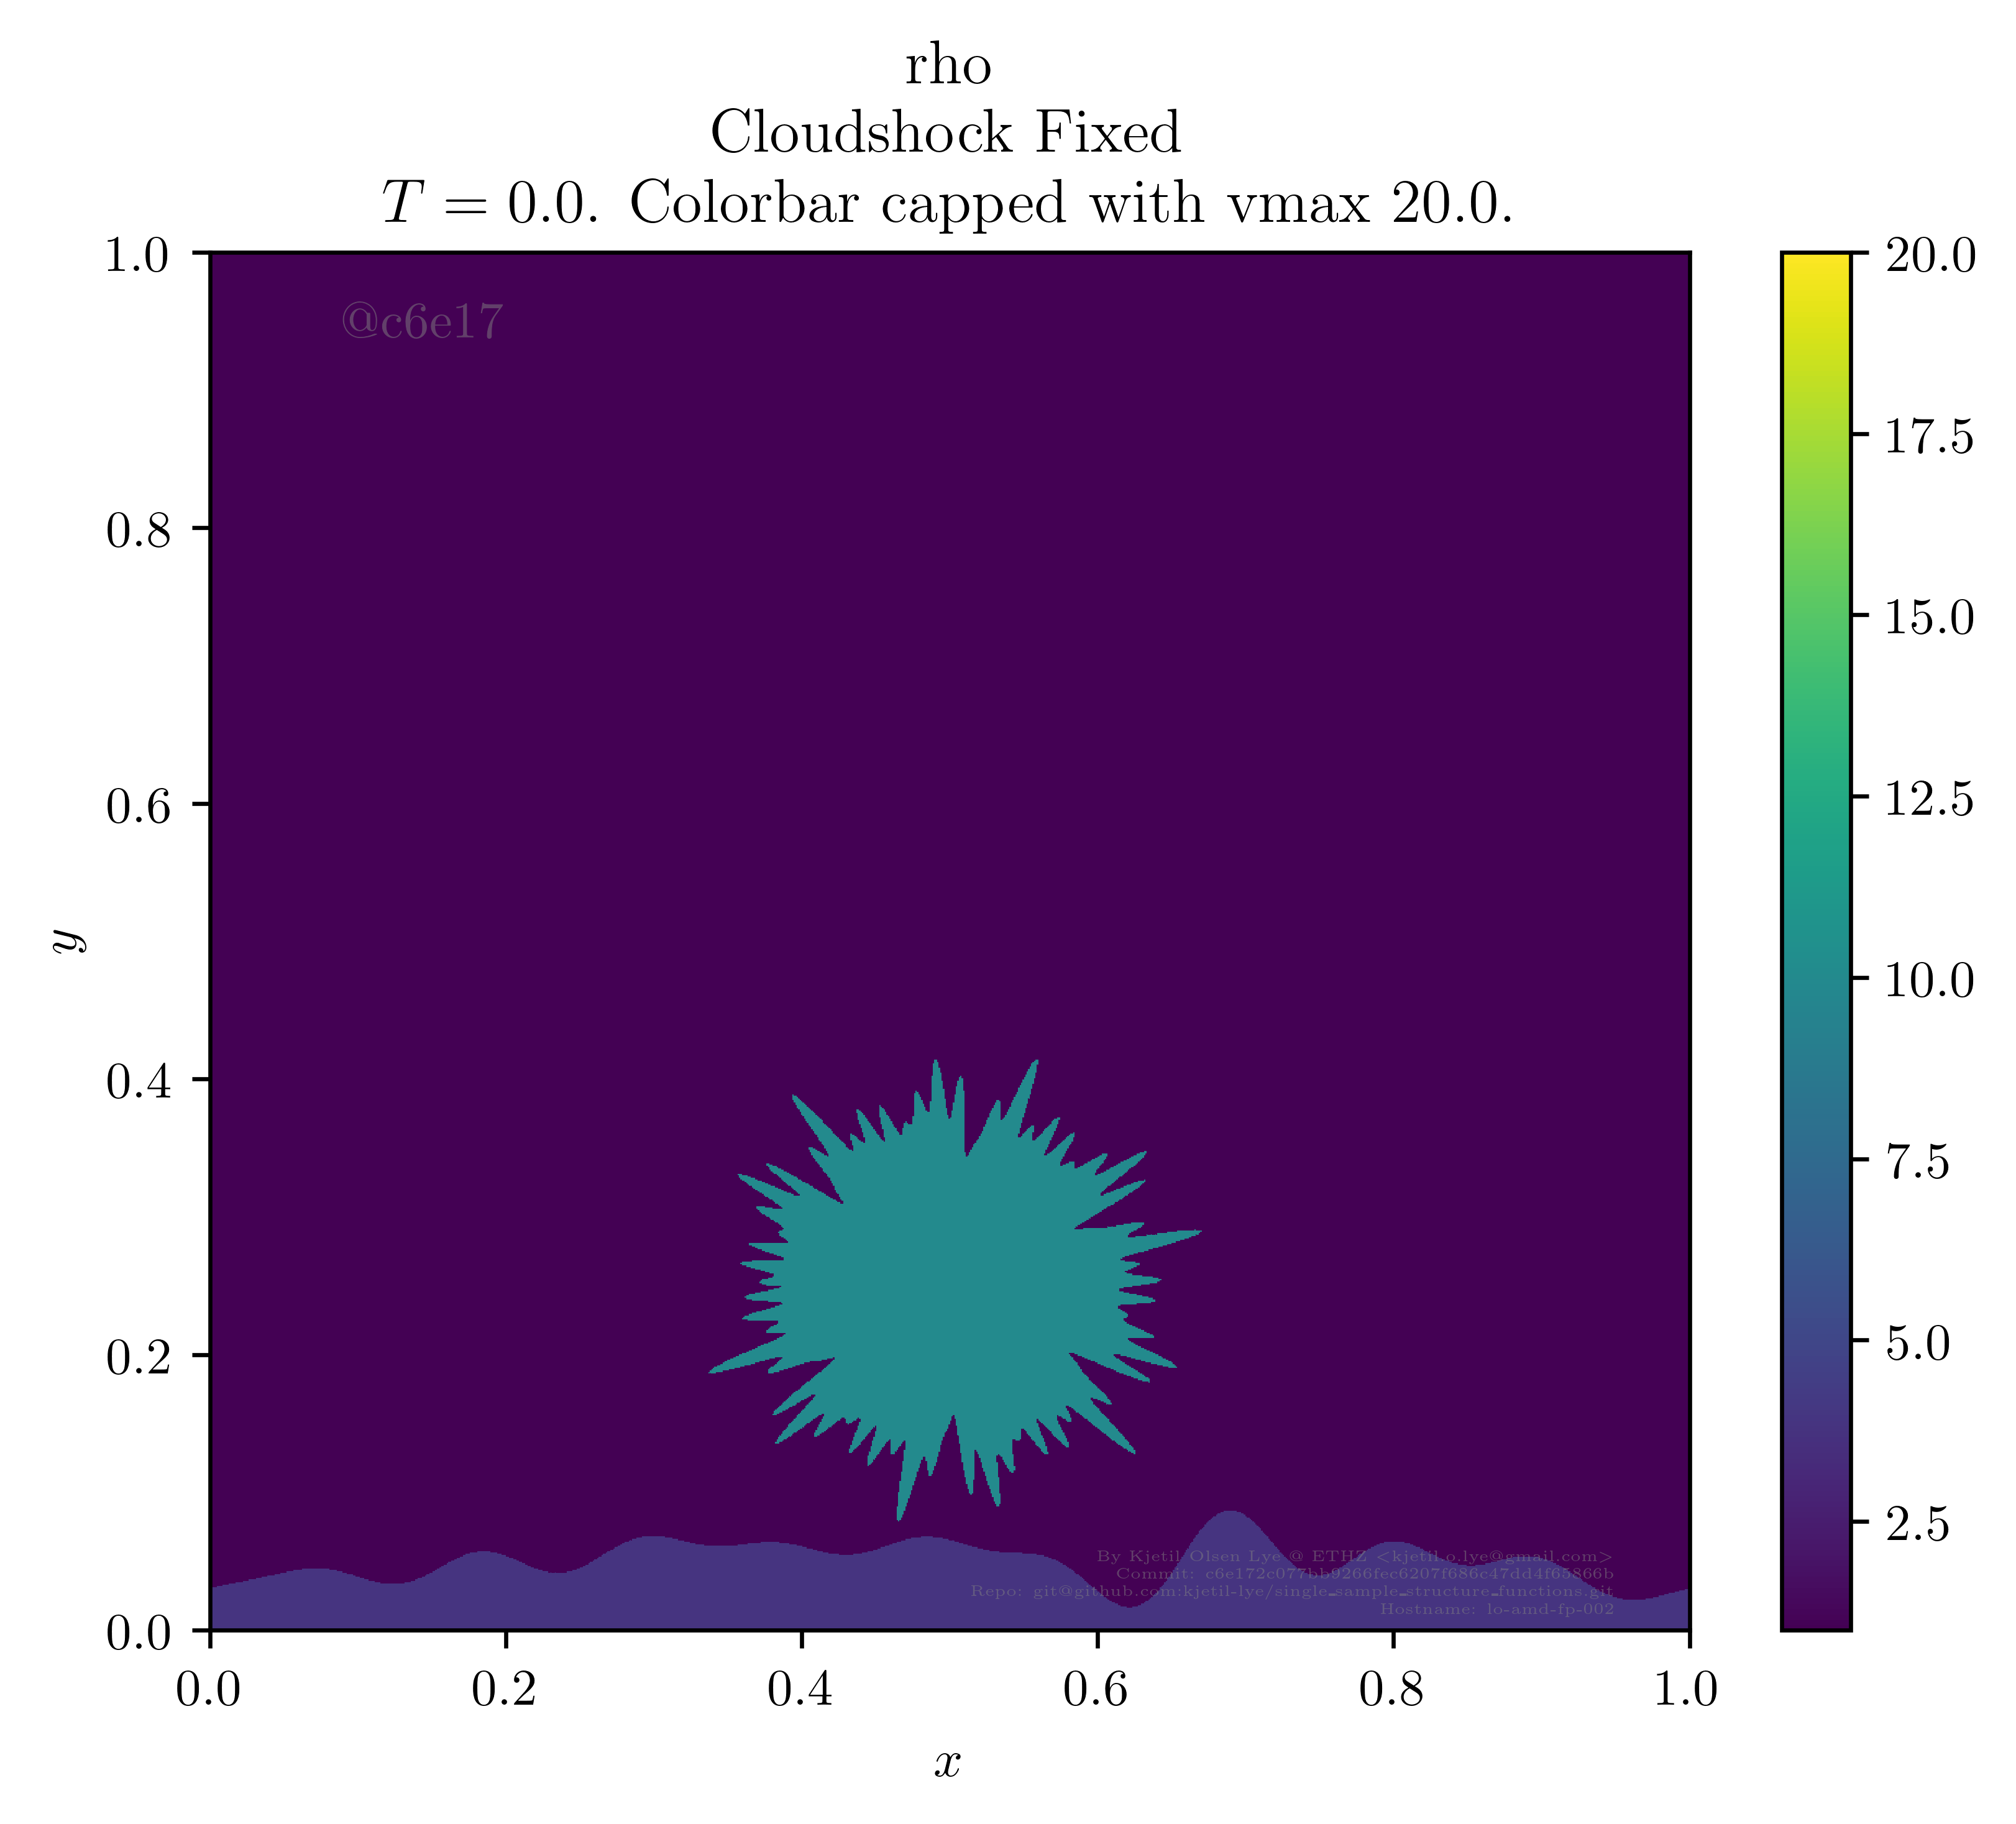 rho
Cloudshock Fixed
T = 0.0. Colorbar capped with vmax 20.0.
@c6e17
1.0
0.8
0.6
0.4
0.2
0.0
y
0.0 0.2 0.4 0.6 0.8 1.0
x
20.0
17.5
15.0
12.5
10.0
7.5
5.0
2.5
By Kjetil Olsen Lye @ ETHZ <kjetil.o.lye@gmail.com>
Commit: c6e172c077bb9266fec6207f686c47dd4f65866b
Repo: git@github.com:kjetil-lye/single_sample_structure_functions.git
Hostname: lo-amd-fp-002